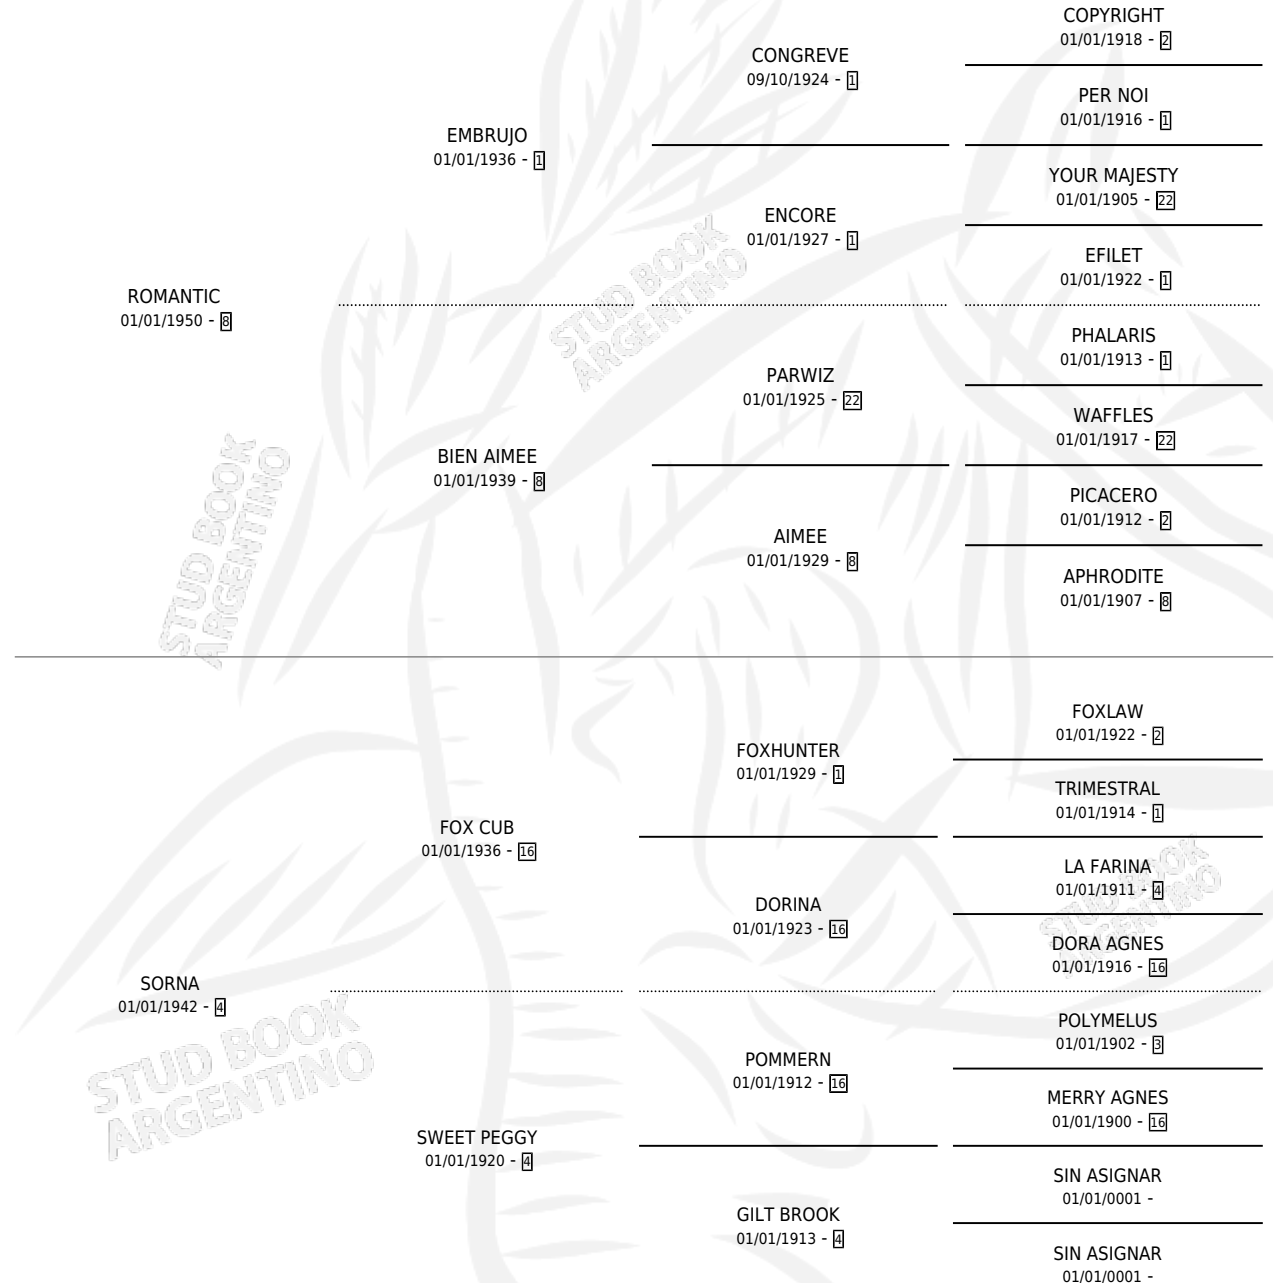 COPYRIGHT
01/01/1918 - 2
CONGREVE
09/10/1924 - 1
PER NOI
01/01/1916 - 1
EMBRUJO
01/01/1936 - 1
YOUR MAJESTY
01/01/1905 - 22
ENCORE
01/01/1927 - 1
EFILET
01/01/1922 - 1
ROMANTIC
01/01/1950 - 8
PHALARIS
01/01/1913 - 1
PARWIZ
01/01/1925 - 22
WAFFLES
01/01/1917 - 22
BIEN AIMEE
01/01/1939 - 8
PICACERO
01/01/1912 - 2
AIMEE
01/01/1929 - 8
APHRODITE
01/01/1907 - 8
STUD BOOK
ARGENTINO
STUD BOOK
ARGENTINO
FOXLAW
01/01/1922 - 2
FOXHUNTER
01/01/1929 - 1
TRIMESTRAL
01/01/1914 - 1
FOX CUB
01/01/1936 - 16
LA FARINA
01/01/1911 - 4
DORINA
01/01/1923 - 16
DORA AGNES
01/01/1916 - 16
STUD BOOK
ARGENTINO
SORNA
01/01/1942 - 4
POLYMELUS
01/01/1902 - 3
POMMERN
01/01/1912 - 16
MERRY AGNES
01/01/1900 - 16
STUD BOOK
ARGENTINO
SWEET PEGGY
01/01/1920 - 4
SIN ASIGNAR
01/01/0001 -
GILT BROOK
01/01/1913 - 4
SIN ASIGNAR
01/01/0001 -